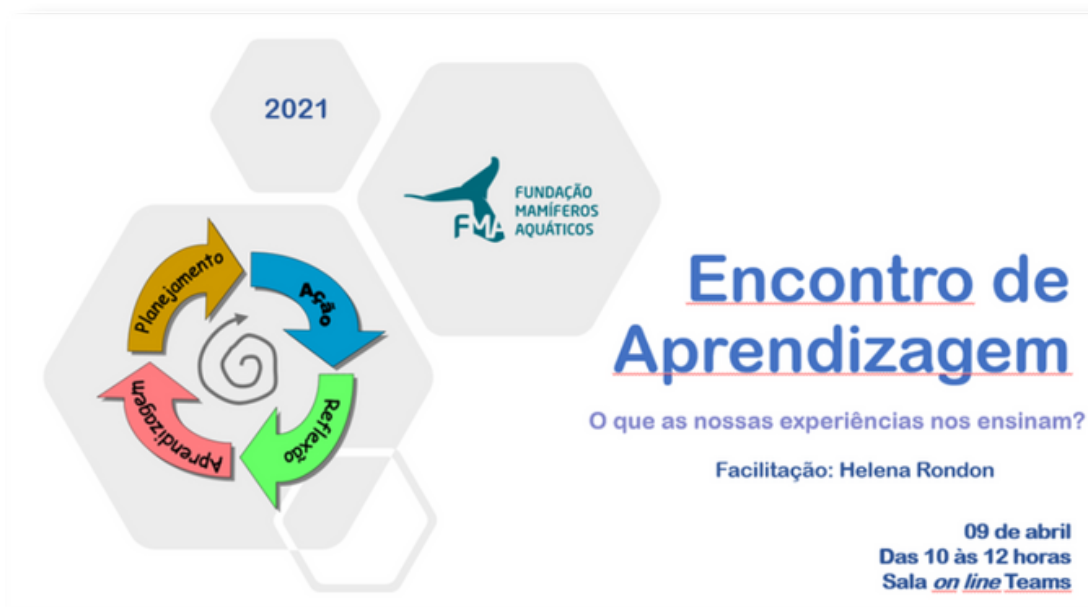 2021
FUNDAÇÃO
MAMÍFEROS
AQUÁTICOS
FMA
Planejamento
Ação
Reflexão
Aprendizagem
Encontro de
Aprendizagem
O que as nossas experiências nos ensinam?
Facilitação: Helena Rondon
09 de abril
Das 10 às 12 horas
Sala on line Teams